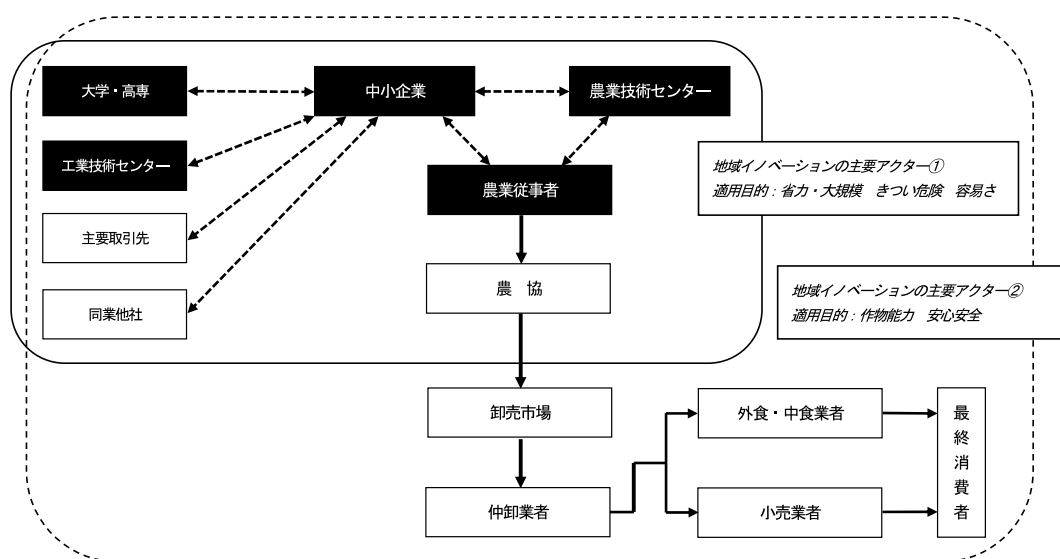 大学・高専
中小企業
農業技術センター
工業技術センター
農業従事者
地域イノベーションの主要アクター①
適用目的：省力・大規模　きつい危険　容易さ
主要取引先
農　協
地域イノベーションの主要アクター②
適用目的：作物能力　安心安全
同業他社
卸売市場
外食・中食業者
最終消費者
仲卸業者
小売業者